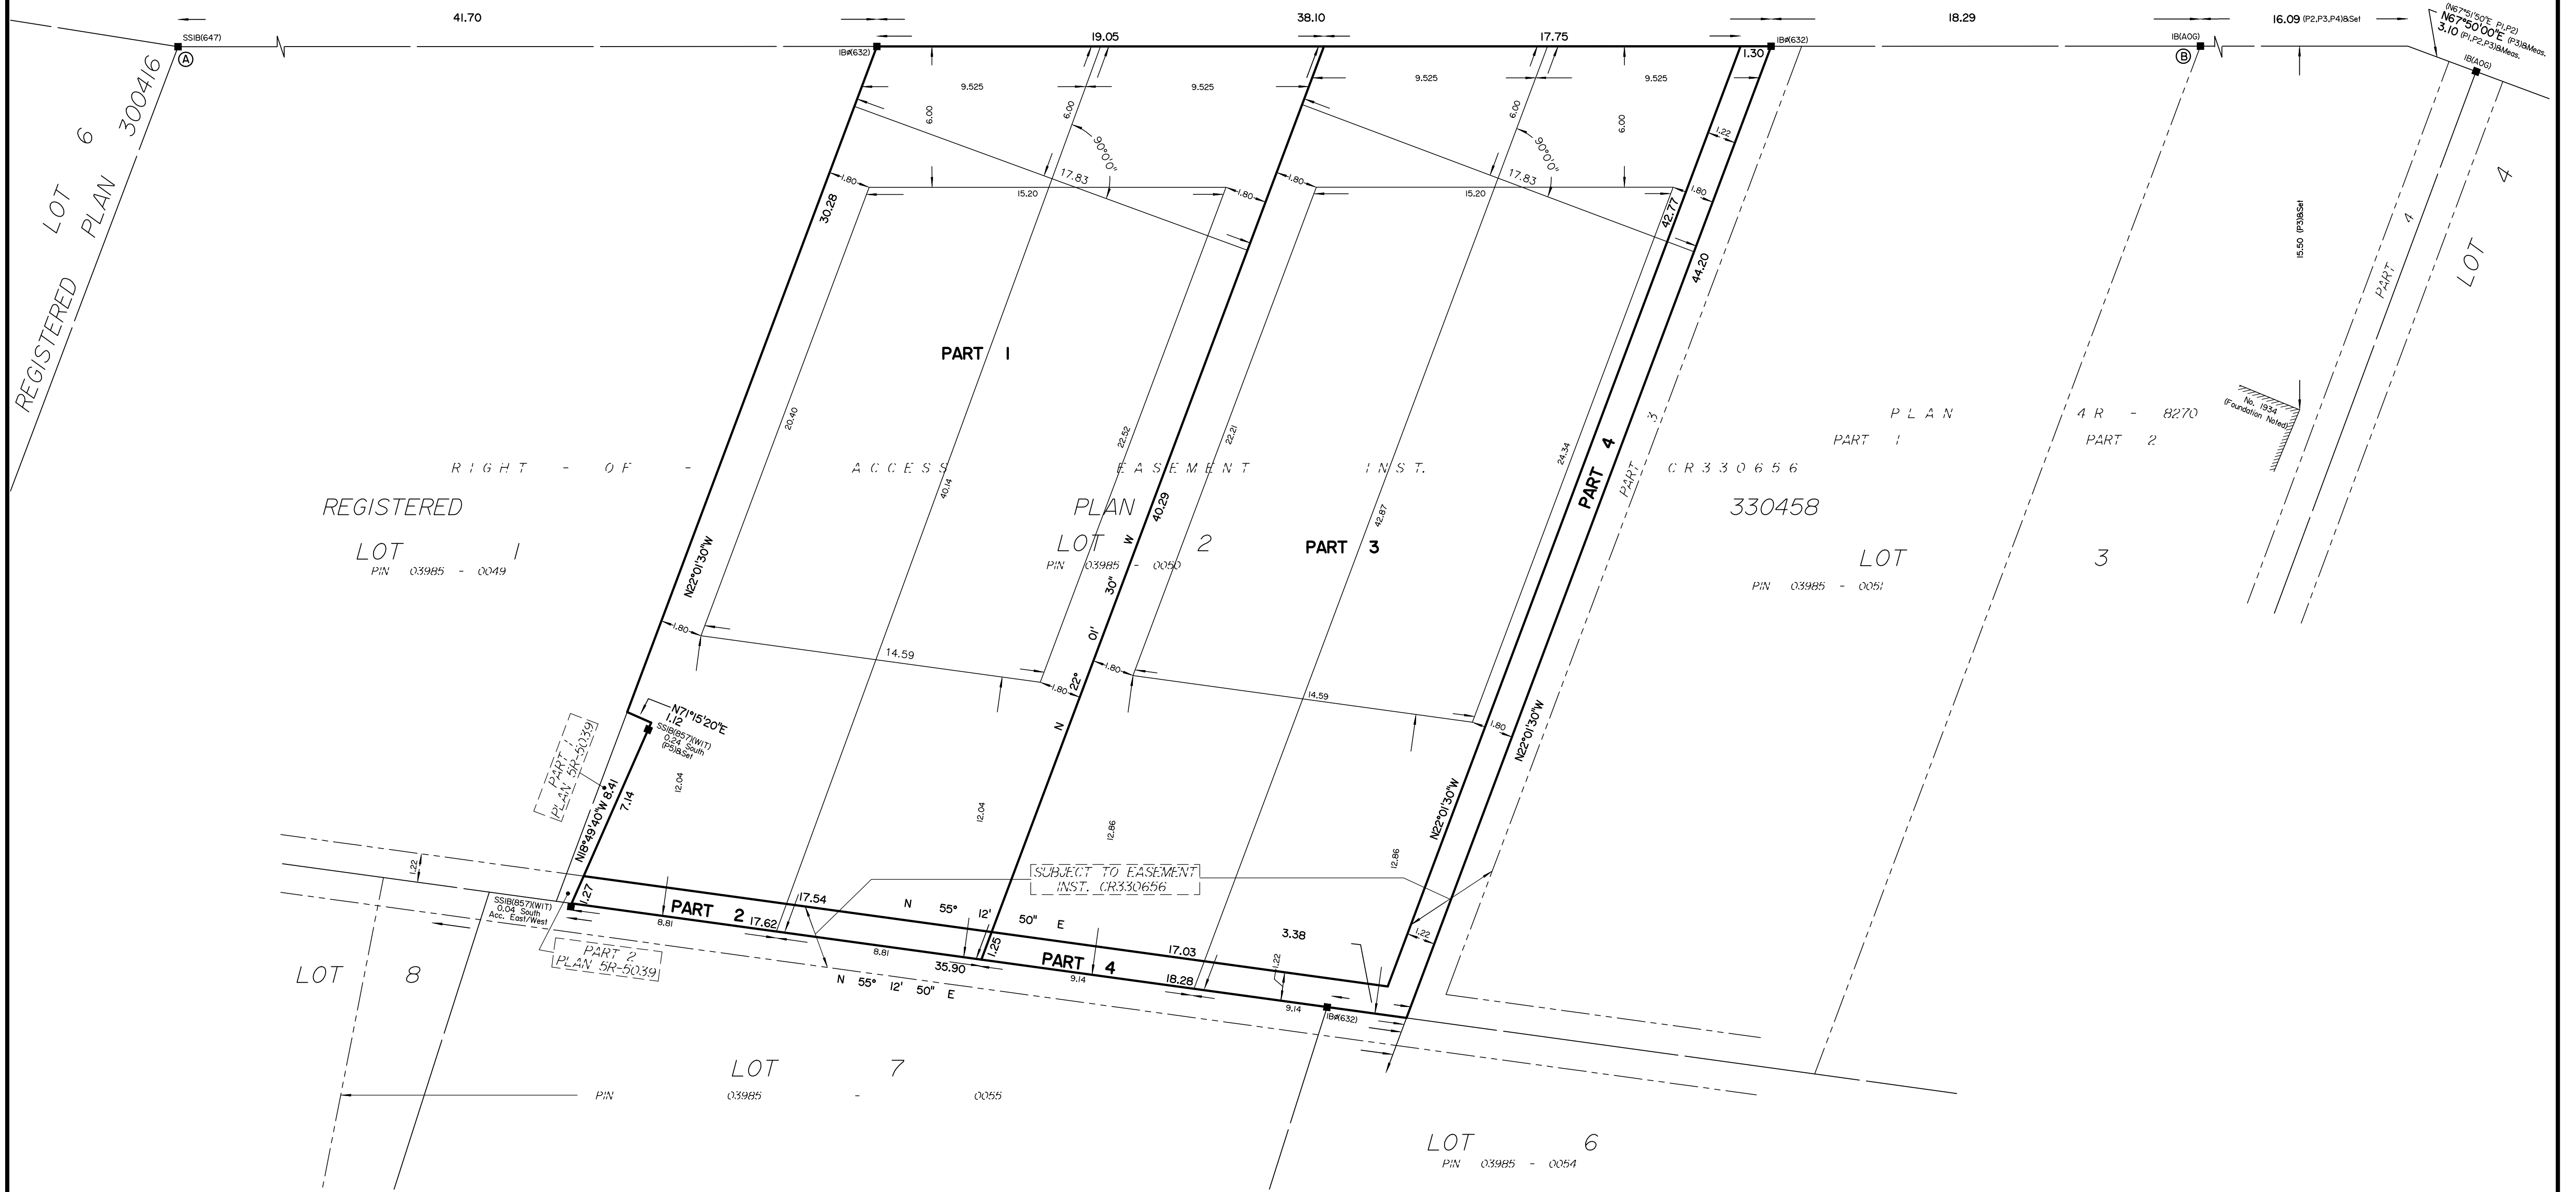 41.70
38.10
18.29
16.09 (P2,P3,P4)&Set
(N67°51'50"E P1,P2)
N67°50'00"E (P3)&Meas.
3.10 (P1,P2,P3)&Meas.
SSIB(647)
A
IBø(632)
19.05
17.75
1.30
IBø(632)
IB(AOG)
B
IB(AOG)
LOT 6
REGISTERED PLAN 300416
9.525
9.525
9.525
9.525
6.00
6.00
6.00
6.00
90°0'0"
90°0'0"
1.22
1.80
17.83
1.80
1.80
17.83
1.80
15.20
15.20
30.28
42.77
44.20
15.50 (P3)&Set
PART 4
LOT 4
PART 1
20.40
22.52
22.21
24.34
PART 4
PART 3
No. 1934
(Foundation Noted)
PLAN 4R - 8270
PART 1 PART 2
RIGHT - OF - ACCESS EASEMENT INST. CR330656
40.14
40.29
42.87
REGISTERED PLAN 330458
LOT 1
PIN 03985 - 0049
LOT 2
PIN 03985 - 0050
PART 3
LOT 3
PIN 03985 - 0051
N22°01'30"W
N 22° 01' 30" W
1.80
14.59
1.80
1.80
14.59
1.80
N22°01'30"W
N22°01'30"W
N71°15'20"E
1.12
SSIB(857)(WIT)
0.24 South
(P5)&Set
PART 1
PLAN 5R-5039
N18°49'40"W 8.41
7.14
12.04
12.04
12.86
12.86
1.22
SUBJECT TO EASEMENT
INST. CR330656
1.27
SSIB(857)(WIT)
0.04 South
Acc. East/West
PART 2
17.54
17.62
8.81
8.81
N 55° 12' 50" E
1.25
35.90
PART 4
17.03
18.28
9.14
9.14
1.22
3.38
1.22
IBø(632)
N 55° 12' 50" E
PART 2
PLAN 5R-5039
LOT 8
LOT 7
PIN 03985 - 0055
LOT 6
PIN 03985 - 0054